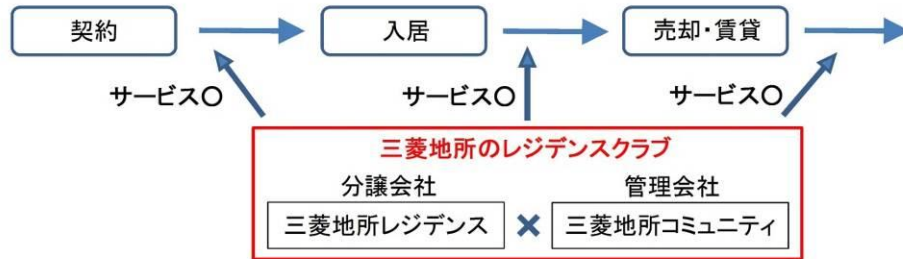 契約
入居
売却・賃貸
サービス○
サービス○
サービス○
三菱地所のレジデンスクラブ
分譲会社
管理会社
三菱地所レジデンス
×
三菱地所コミュニティ